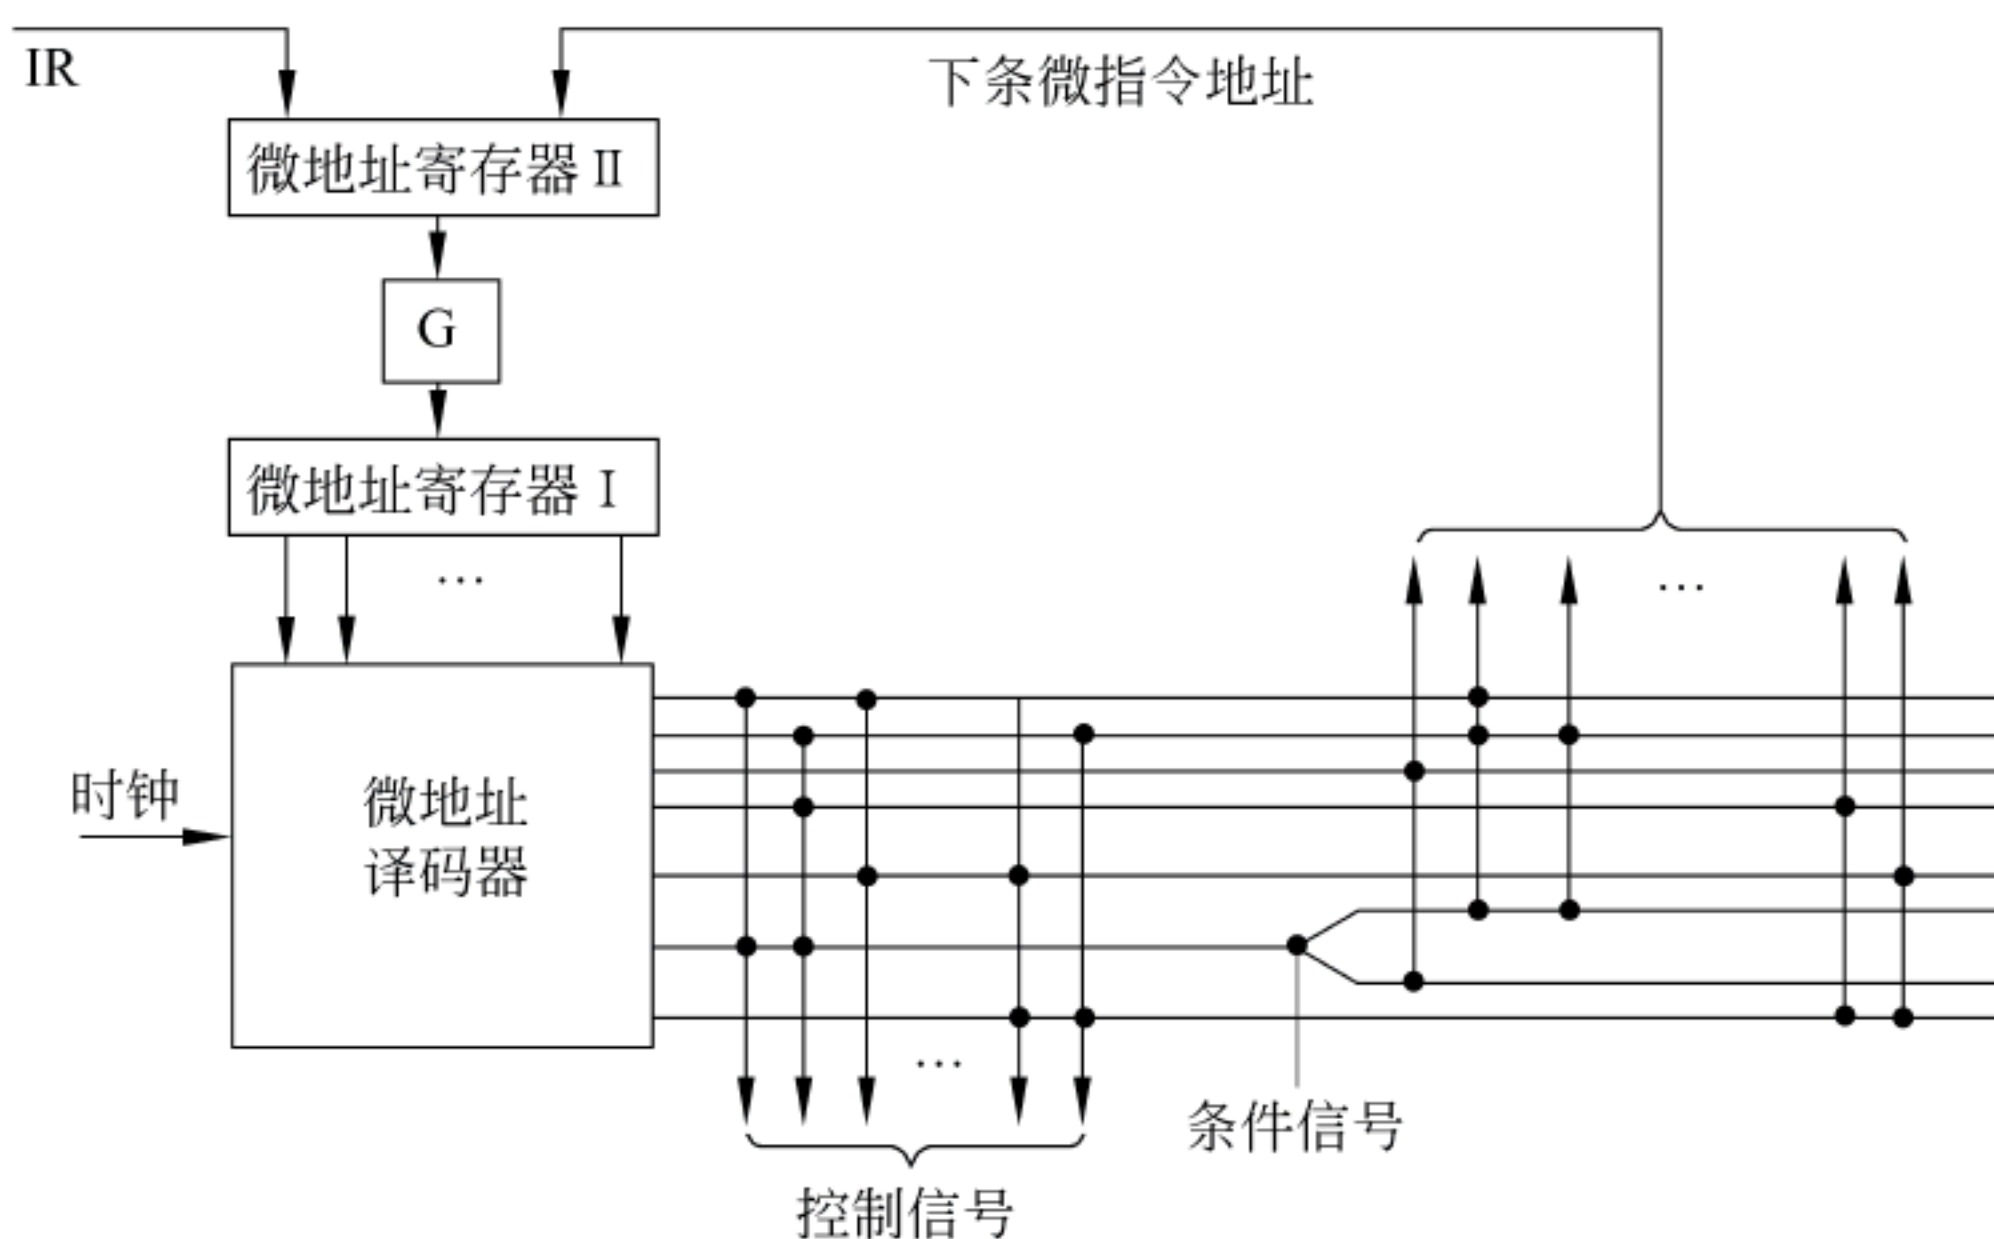 IR
下条微指令地址
微地址寄存器 II
G
微地址寄存器 I
…
…
时钟
微地址
译码器
…
条件信号
控制信号